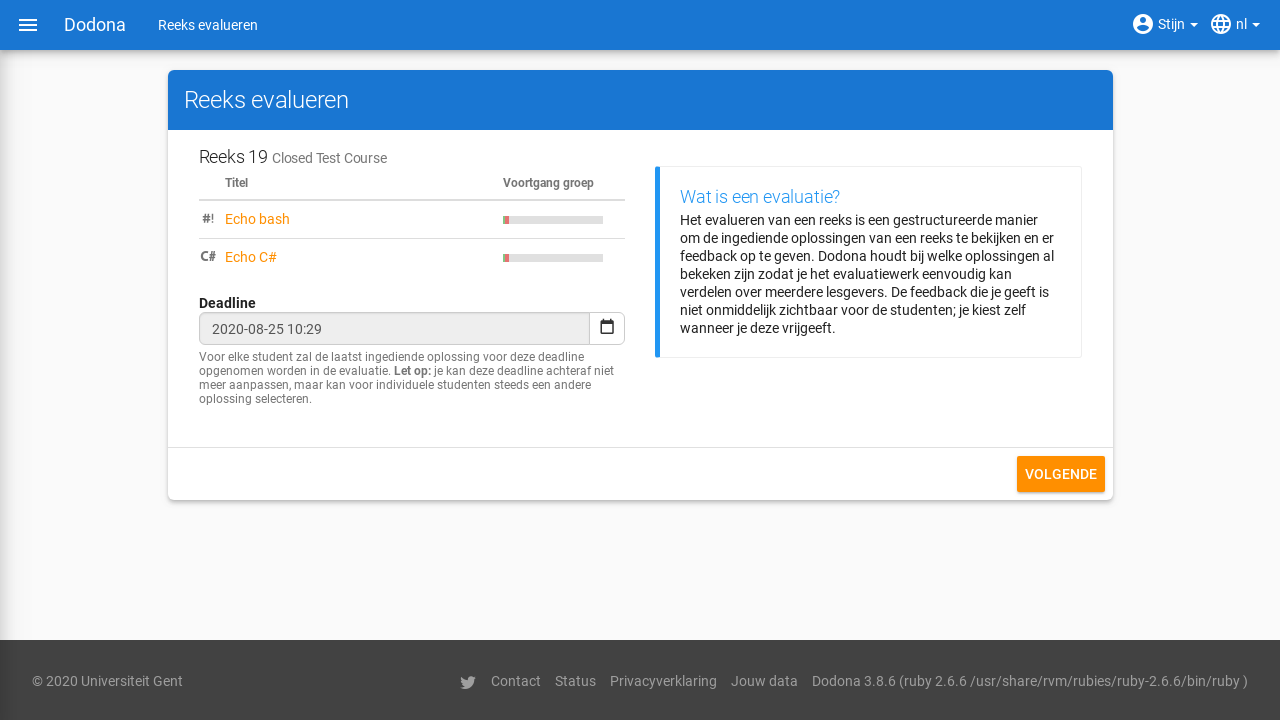 Dodona Reeks evalueren Stijn nl
Reeks evalueren
Reeks 19 Closed Test Course
Titel Voortgang groep
#! Echo bash
C# Echo C#
Deadline
2020-08-25 10:29
Voor elke student zal de laatst ingediende oplossing voor deze deadline
opgenomen worden in de evaluatie. Let op: je kan deze deadline achteraf niet
meer aanpassen, maar kan voor individuele studenten steeds een andere
oplossing selecteren.
Wat is een evaluatie?
Het evalueren van een reeks is een gestructureerde manier
om de ingediende oplossingen van een reeks te bekijken en er
feedback op te geven. Dodona houdt bij welke oplossingen al
bekeken zijn zodat je het evaluatiewerk eenvoudig kan
verdelen over meerdere lesgevers. De feedback die je geeft is
niet onmiddelijk zichtbaar voor de studenten; je kiest zelf
wanneer je deze vrijgeeft.
VOLGENDE
© 2020 Universiteit Gent Contact Status Privacyverklaring Jouw data Dodona 3.8.6 (ruby 2.6.6 /usr/share/rvm/rubies/ruby-2.6.6/bin/ruby )